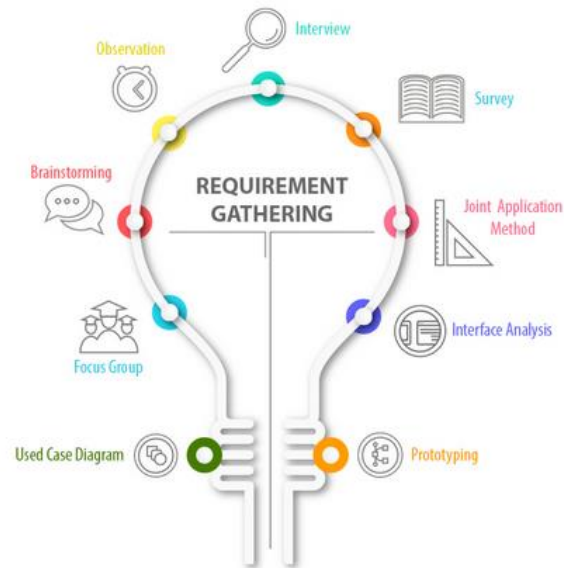 Interview
Observation
Survey
Brainstorming
REQUIREMENT
GATHERING
Joint Application
Method
Interface Analysis
Focus Group
Used Case Diagram
Prototyping